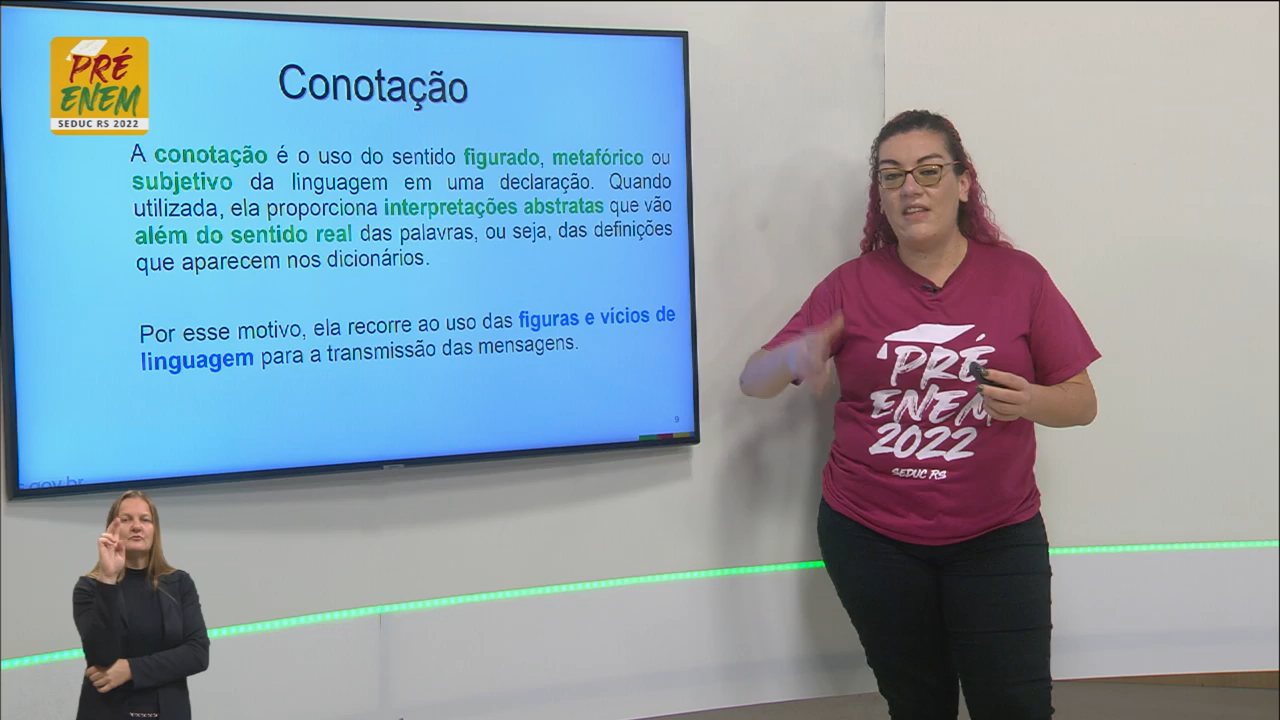 PRÉ
ENEM
SEDUC RS 2022
Conotação
A conotação é o uso do sentido figurado, metafórico ou
subjetivo da linguagem em uma declaração. Quando
utilizada, ela proporciona interpretações abstratas que vão
além do sentido real das palavras, ou seja, das definições
que aparecem nos dicionários.
Por esse motivo, ela recorre ao uso das figuras e vícios de
linguagem para a transmissão das mensagens.
9
s.gov.br
PRÉ
ENEM
2022
SEDUC RS